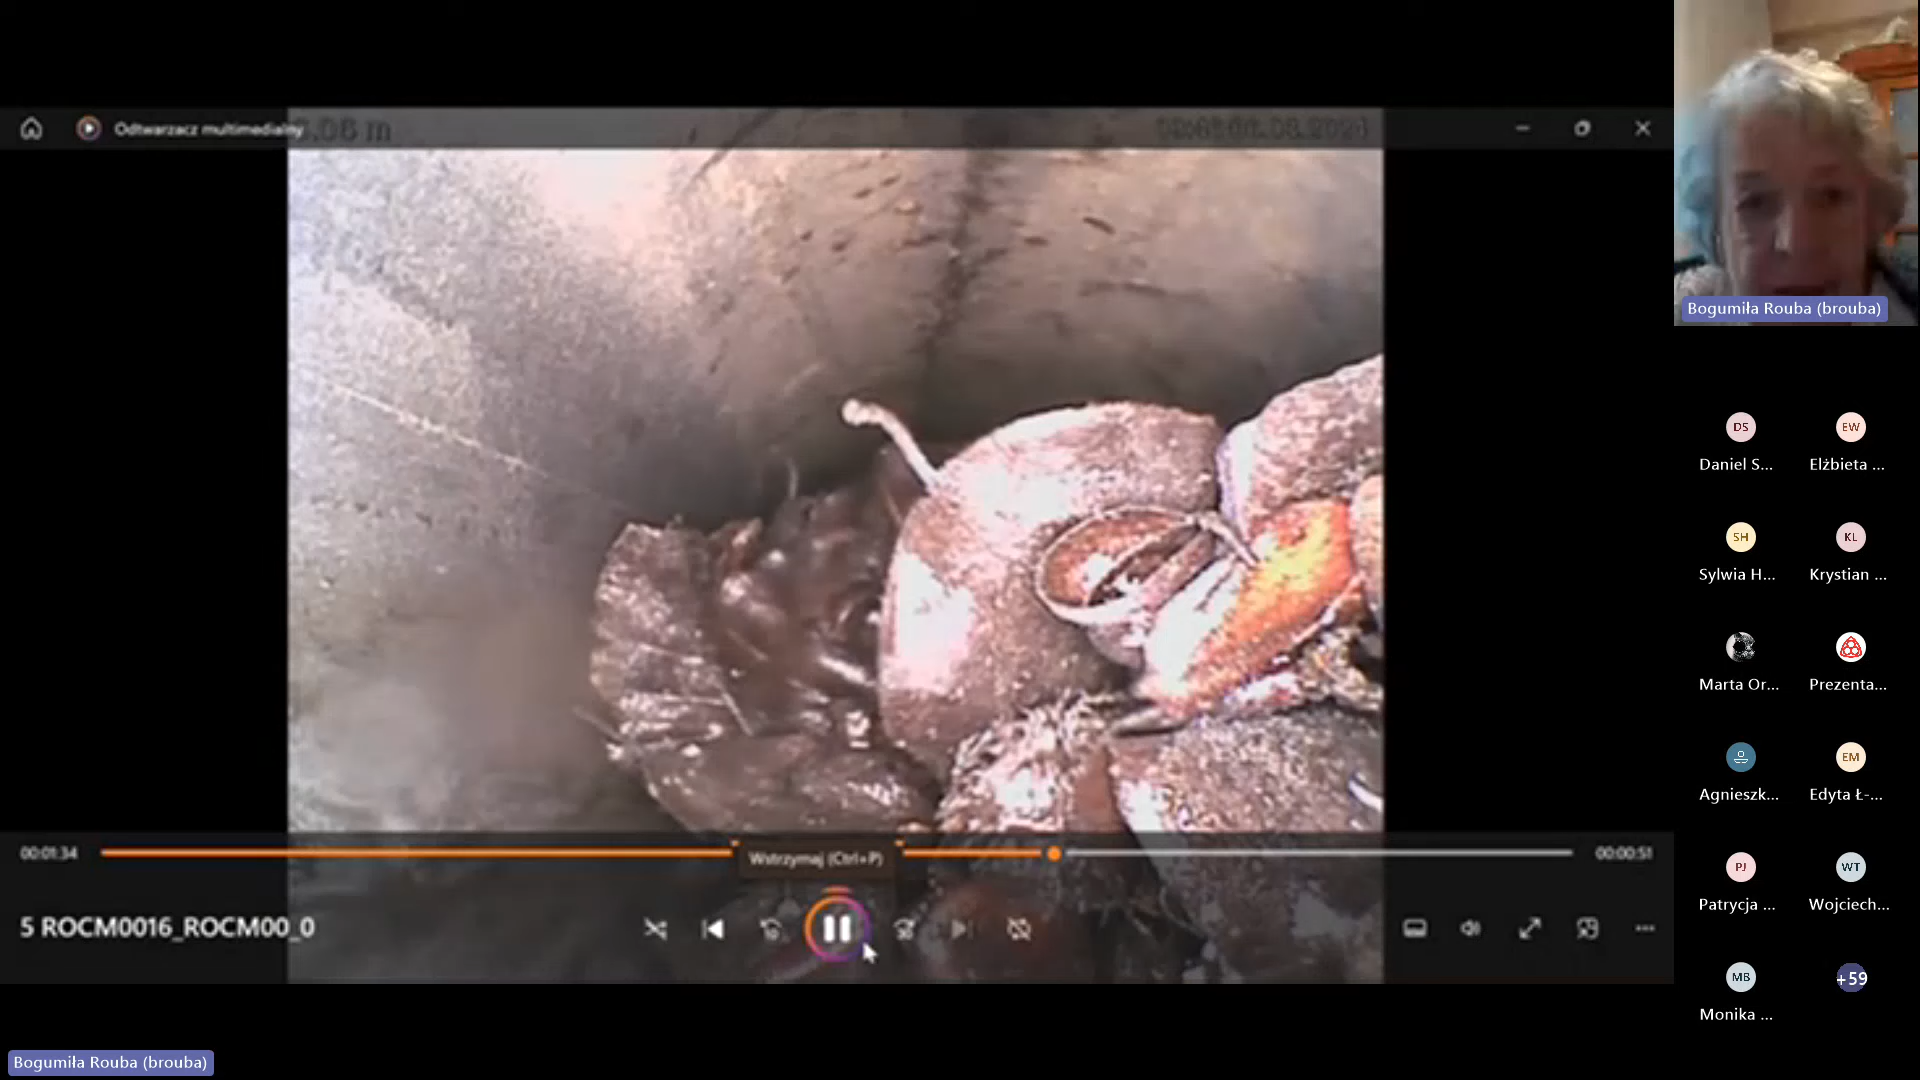 Odtwarzacz multimedialny
Bogumiła Rouba (brouba)
DS
EW
Daniel S...
Elżbieta ...
SH
KL
Sylwia H...
Krystian ...
Marta Or...
Prezenta...
EM
Agnieszk...
Edyta Ł-...
00:01:34
Wstrzymaj (Ctrl+P)
00:00:51
PJ
WT
Patrycja ...
Wojciech...
5 ROCM0016_ROCM00_0
MB
+59
Monika ...
Bogumiła Rouba (brouba)